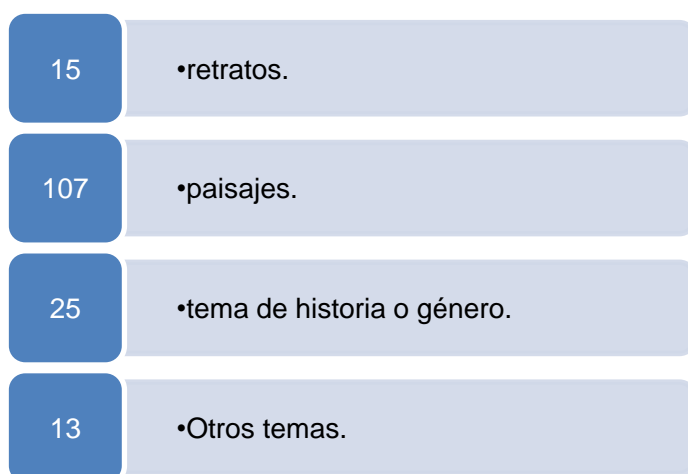 15 •retratos.
107 •paisajes.
25 •tema de historia o género.
13 •Otros temas.